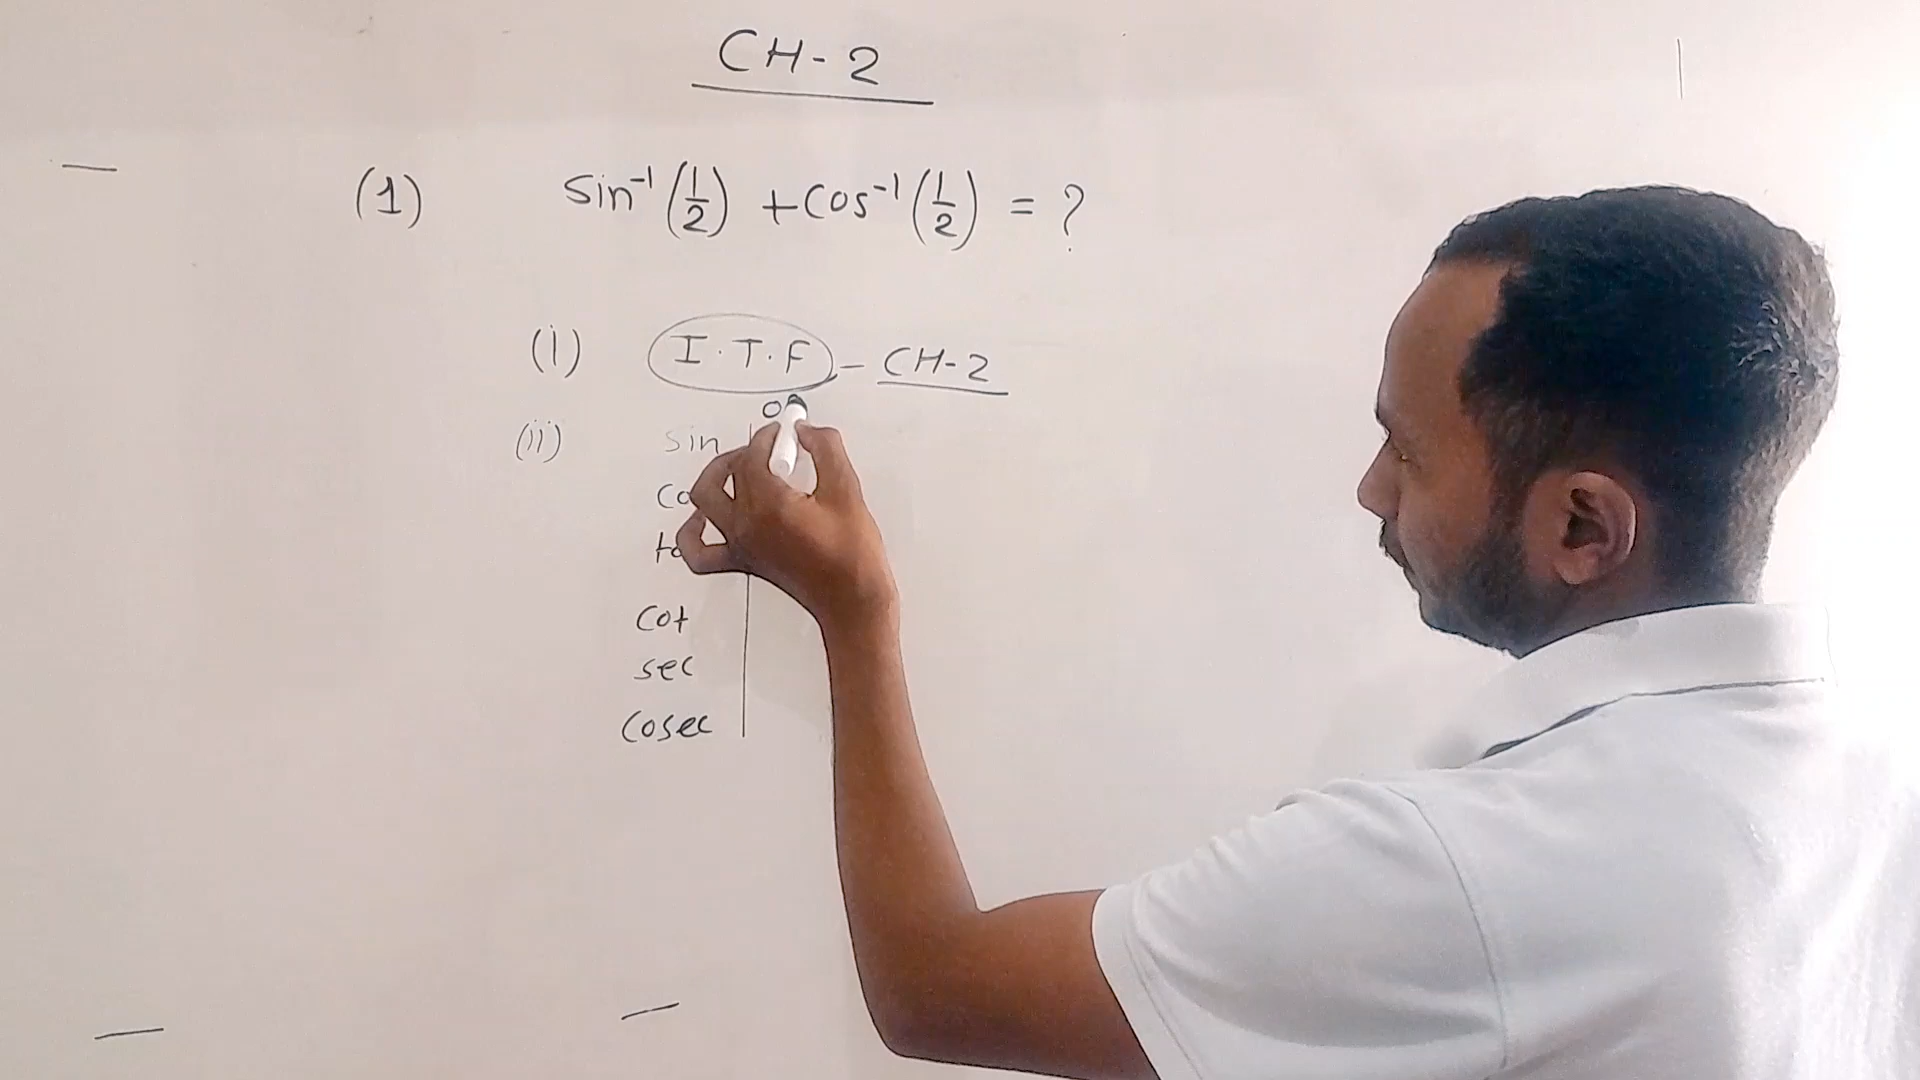 CH-2
(1) Sin⁻¹(1/2) + Cos⁻¹(1/2) = ?
(i) I.T.F - CH-2
(ii) sin
cot
sec
cosec